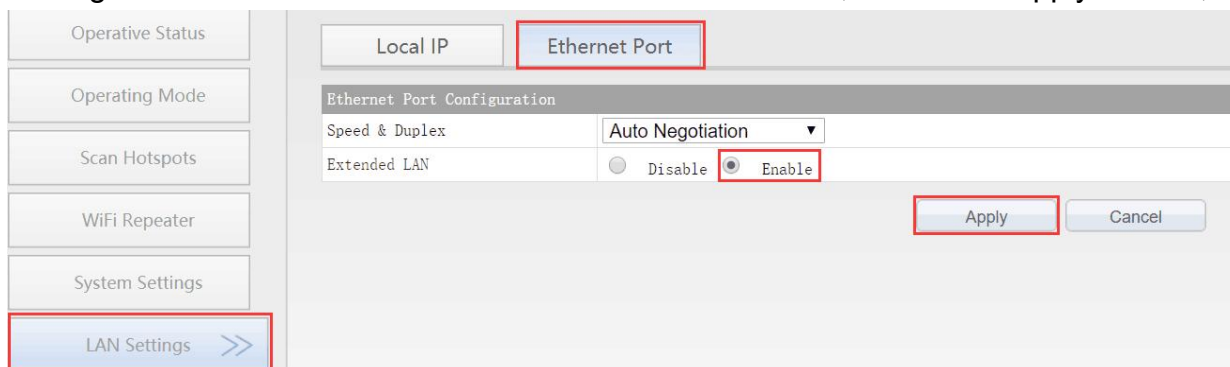 Operative Status
Operating Mode
Scan Hotspots
WiFi Repeater
System Settings
LAN Settings >>
Local IP Ethernet Port
Ethernet Port Configuration
Speed & Duplex Auto Negotiation ▼
Extended LAN Disable Enable
Apply Cancel